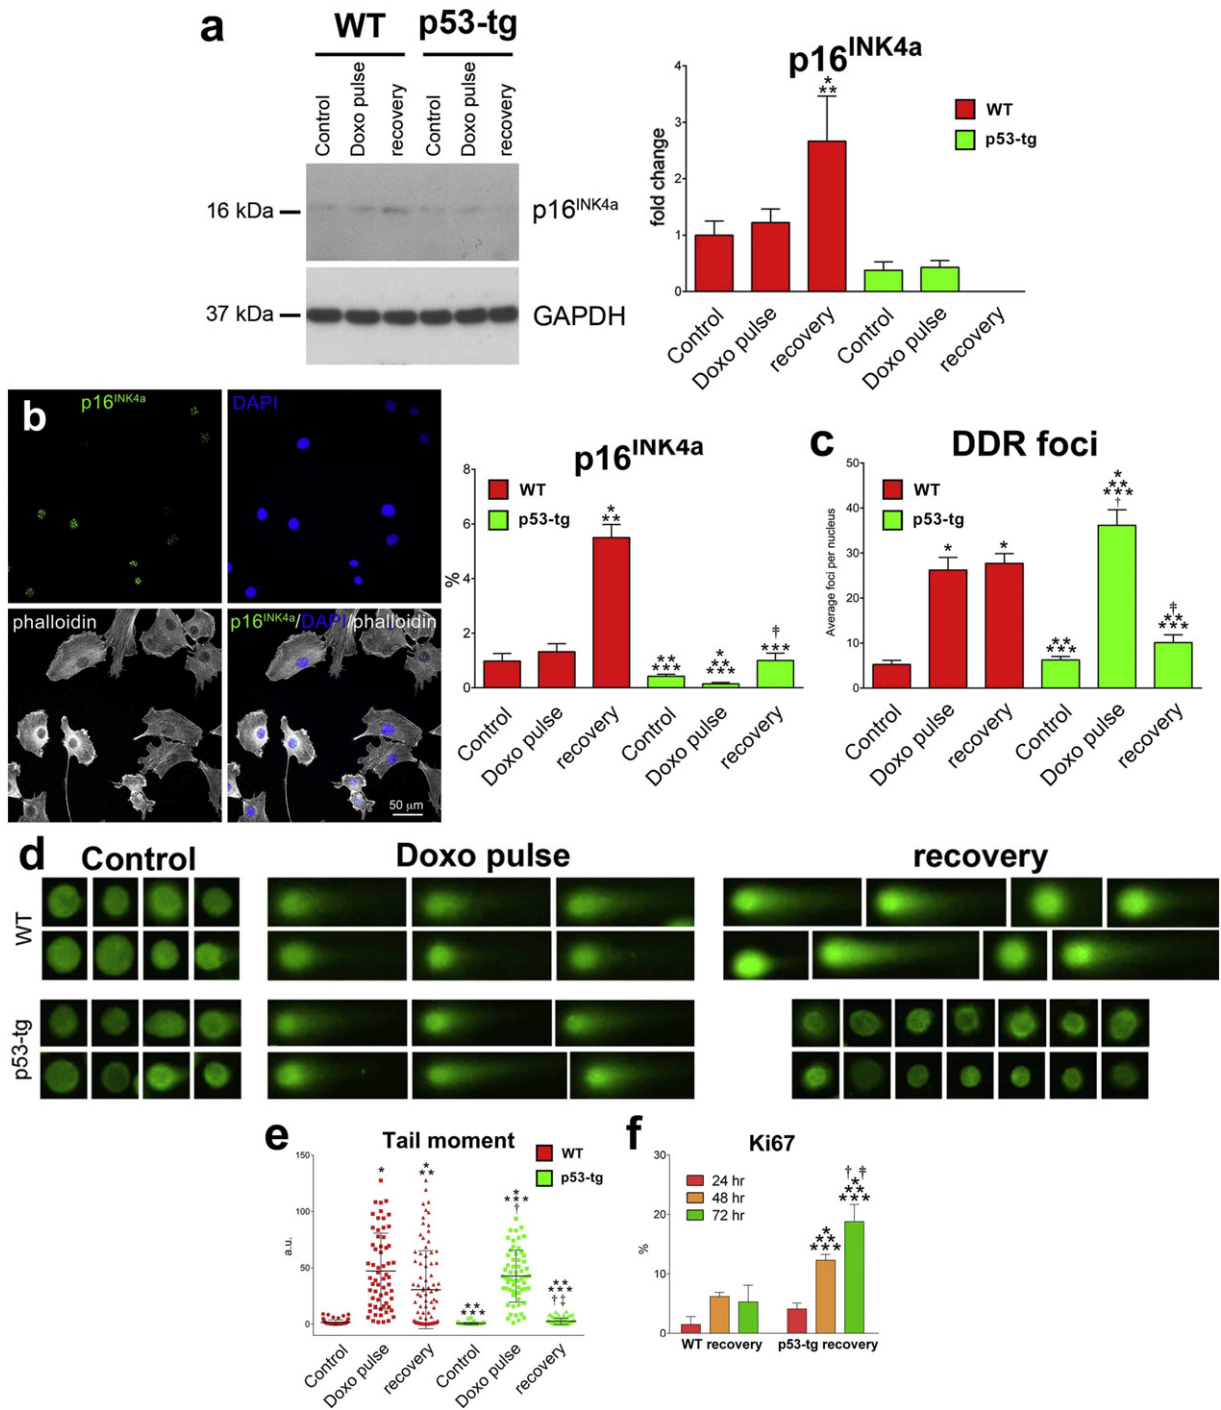 a
WT p53-tg
Control
Doxo pulse
recovery
Control
Doxo pulse
recovery
16 kDa
p16INK4a
37 kDa
GAPDH
p16INK4a
WT
p53-tg
fold change
4
3
2
1
0
Control
Doxo pulse
recovery
Control
Doxo pulse
recovery
*
**
b
p16INK4a
DAPI
phalloidin
p16INK4a/DAPI/phalloidin
50 µm
p16INK4a
WT
p53-tg
%
8
6
4
2
0
*
**
**
***
*
**
***
‡
***
Control
Doxo pulse
recovery
Control
Doxo pulse
recovery
c
DDR foci
WT
p53-tg
Average foci per nucleus
50
40
30
20
10
0
*
*
**
***
*
**
***
†
‡
**
***
Control
Doxo pulse
recovery
Control
Doxo pulse
recovery
d
Control Doxo pulse recovery
WT
p53-tg
e
Tail moment
WT
p53-tg
a.u.
150
100
50
0
*
*
**
**
***
*
***
†
**
***
†‡
Control
Doxo pulse
recovery
Control
Doxo pulse
recovery
f
Ki67
24 hr
48 hr
72 hr
%
30
20
10
0
*
**
***
† ‡
*
**
***
WT recovery p53-tg recovery